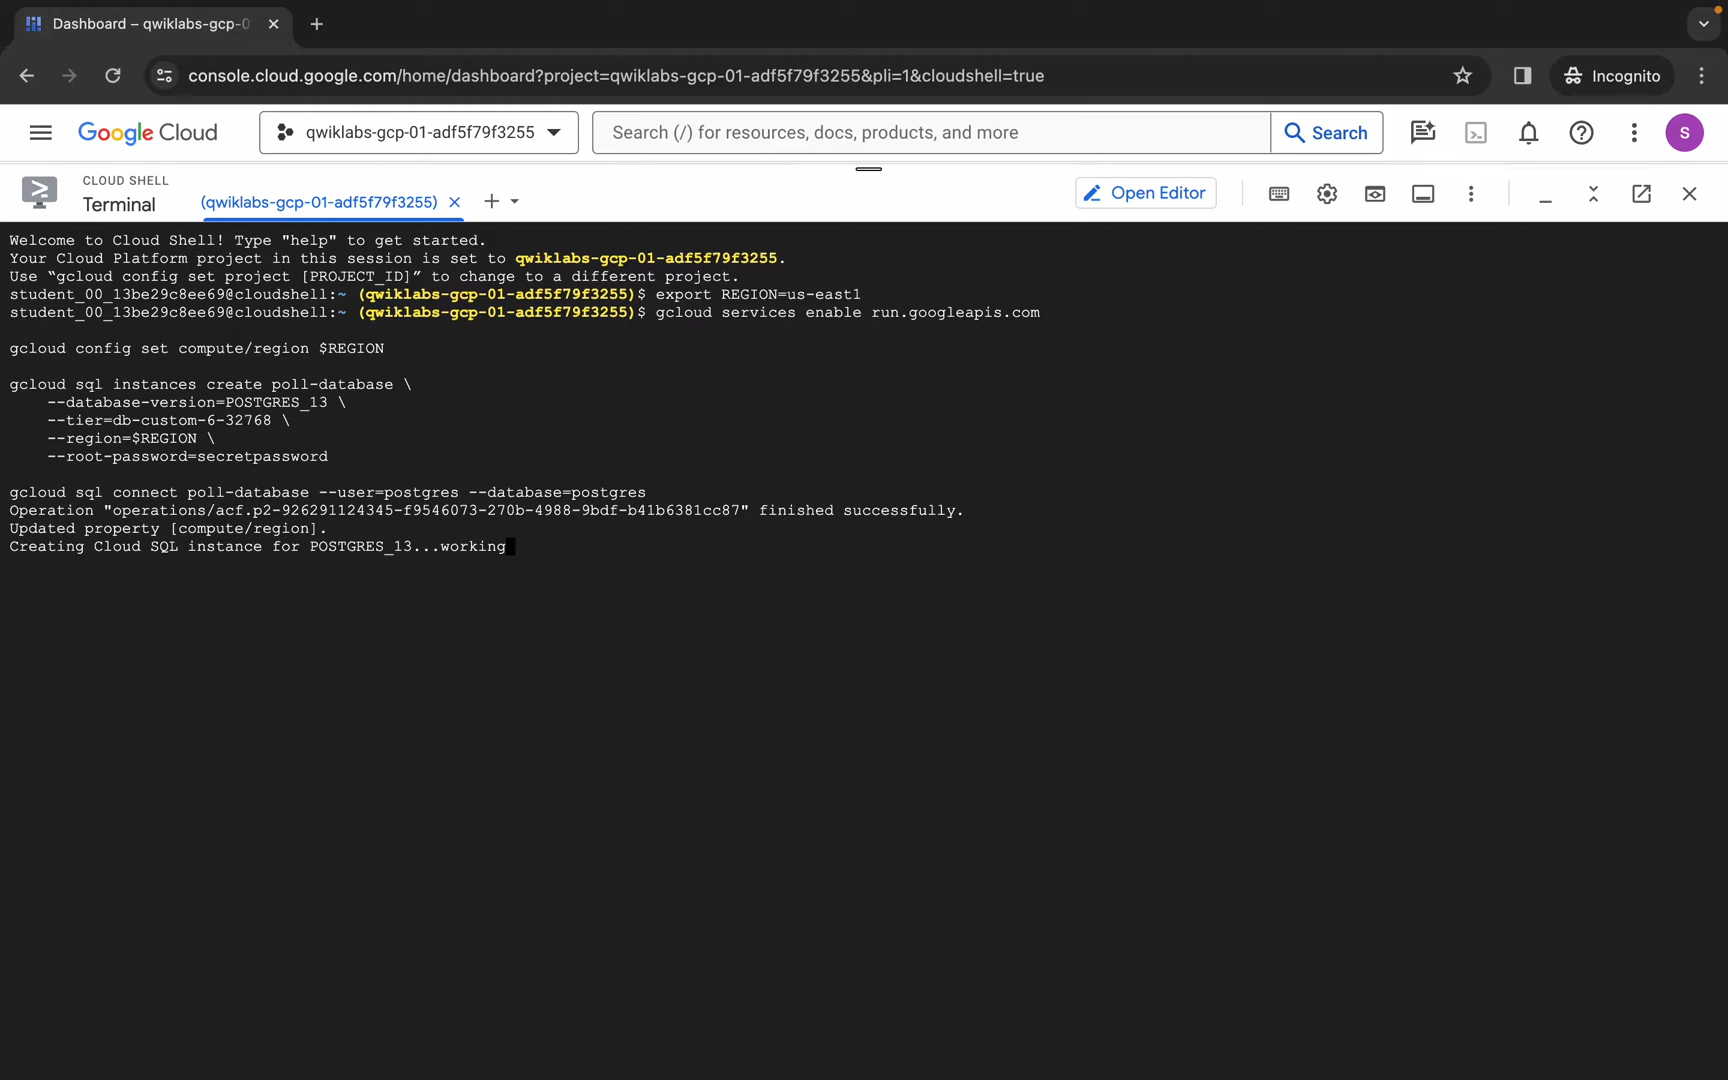 Dashboard – qwiklabs-gcp-0
console.cloud.google.com/home/dashboard?project=qwiklabs-gcp-01-adf5f79f3255&pli=1&cloudshell=true
Incognito
Google Cloud
qwiklabs-gcp-01-adf5f79f3255
Search (/) for resources, docs, products, and more
Search
S
CLOUD SHELL
Terminal
(qwiklabs-gcp-01-adf5f79f3255)
Open Editor
Welcome to Cloud Shell! Type "help" to get started.
Your Cloud Platform project in this session is set to qwiklabs-gcp-01-adf5f79f3255.
Use “gcloud config set project [PROJECT_ID]” to change to a different project.
student_00_13be29c8ee69@cloudshell:~ (qwiklabs-gcp-01-adf5f79f3255)$ export REGION=us-east1
student_00_13be29c8ee69@cloudshell:~ (qwiklabs-gcp-01-adf5f79f3255)$ gcloud services enable run.googleapis.com
gcloud config set compute/region $REGION
gcloud sql instances create poll-database \
--database-version=POSTGRES_13 \
--tier=db-custom-6-32768 \
--region=$REGION \
--root-password=secretpassword
gcloud sql connect poll-database --user=postgres --database=postgres
Operation "operations/acf.p2-926291124345-f9546073-270b-4988-9bdf-b41b6381cc87" finished successfully.
Updated property [compute/region].
Creating Cloud SQL instance for POSTGRES_13...working